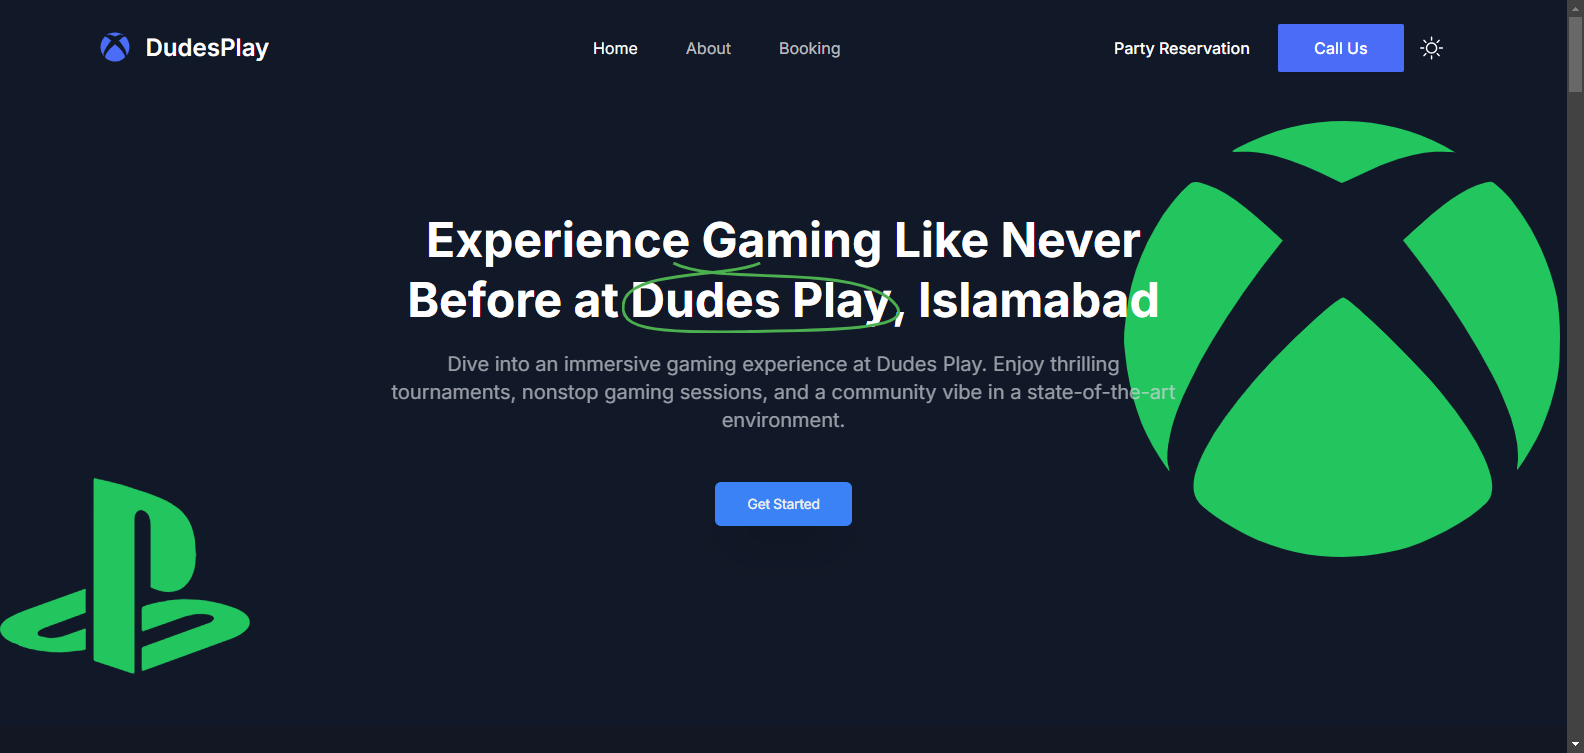 DudesPlay
Home
About
Booking
Party Reservation
Call Us
Experience Gaming Like Never
Before at Dudes Play, Islamabad
Dive into an immersive gaming experience at Dudes Play. Enjoy thrilling
tournaments, nonstop gaming sessions, and a community vibe in a state-of-the-art
environment.
Get Started